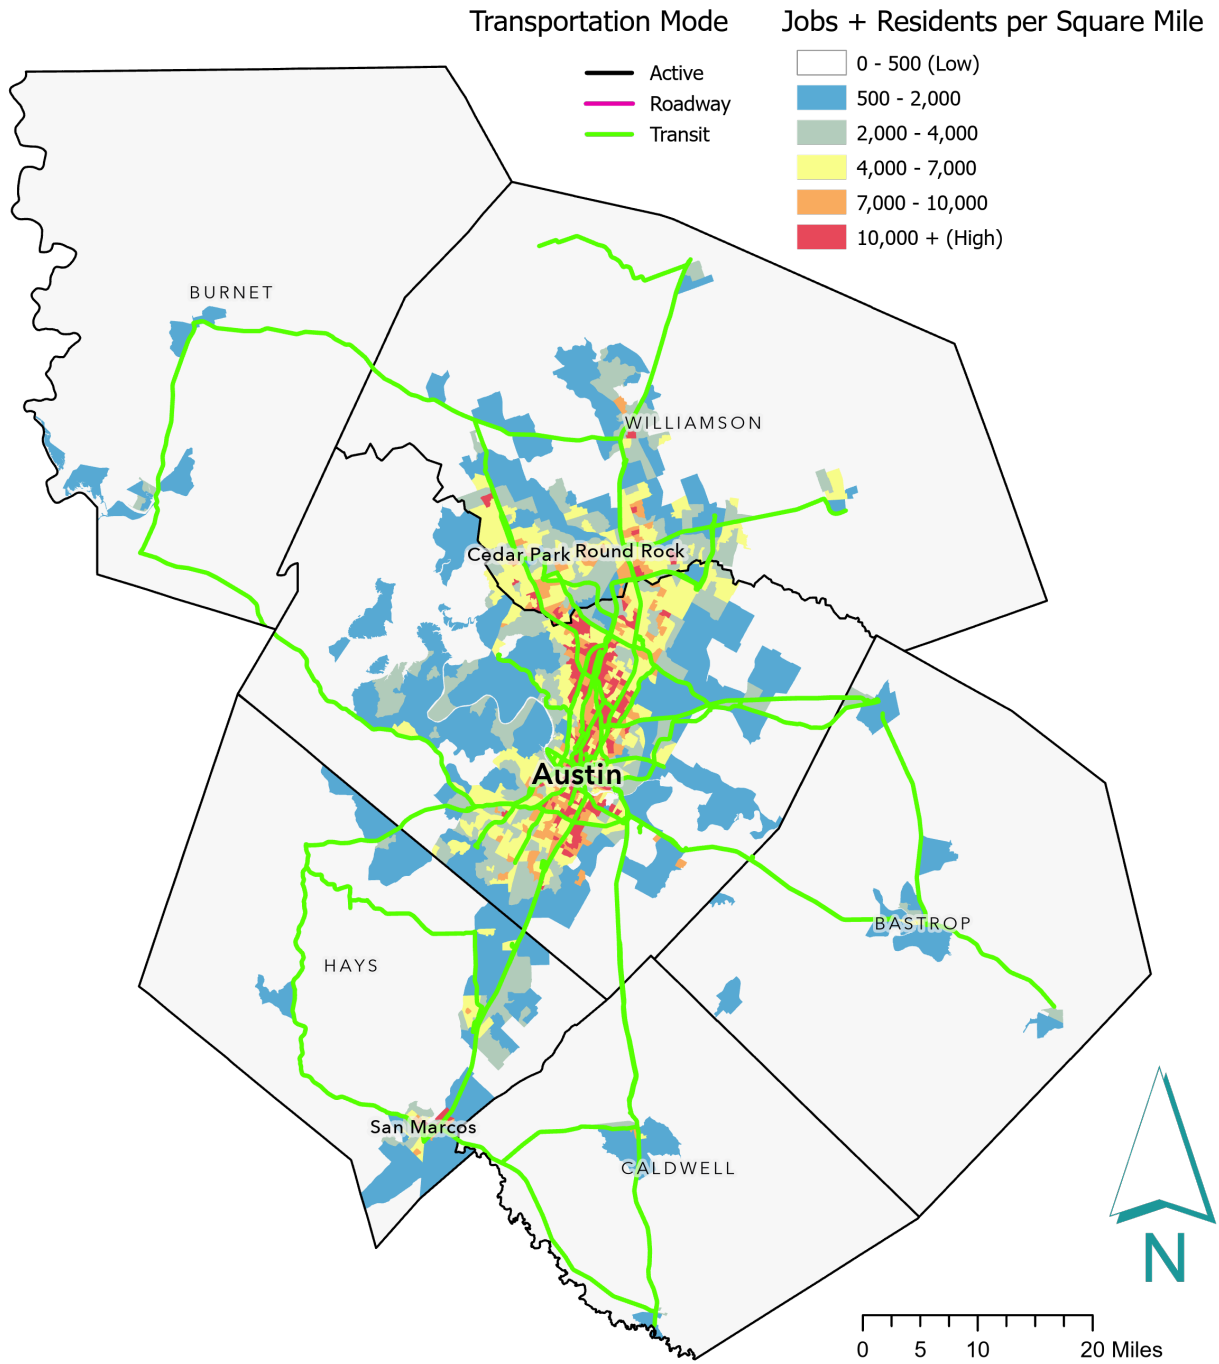 Transportation Mode
Active
Roadway
Transit
Jobs + Residents per Square Mile
0 - 500 (Low)
500 - 2,000
2,000 - 4,000
4,000 - 7,000
7,000 - 10,000
10,000 + (High)
BURNET
WILLIAMSON
Cedar Park
Round Rock
Austin
BASTROP
HAYS
San Marcos
CALDWELL
N
0 5 10 20 Miles